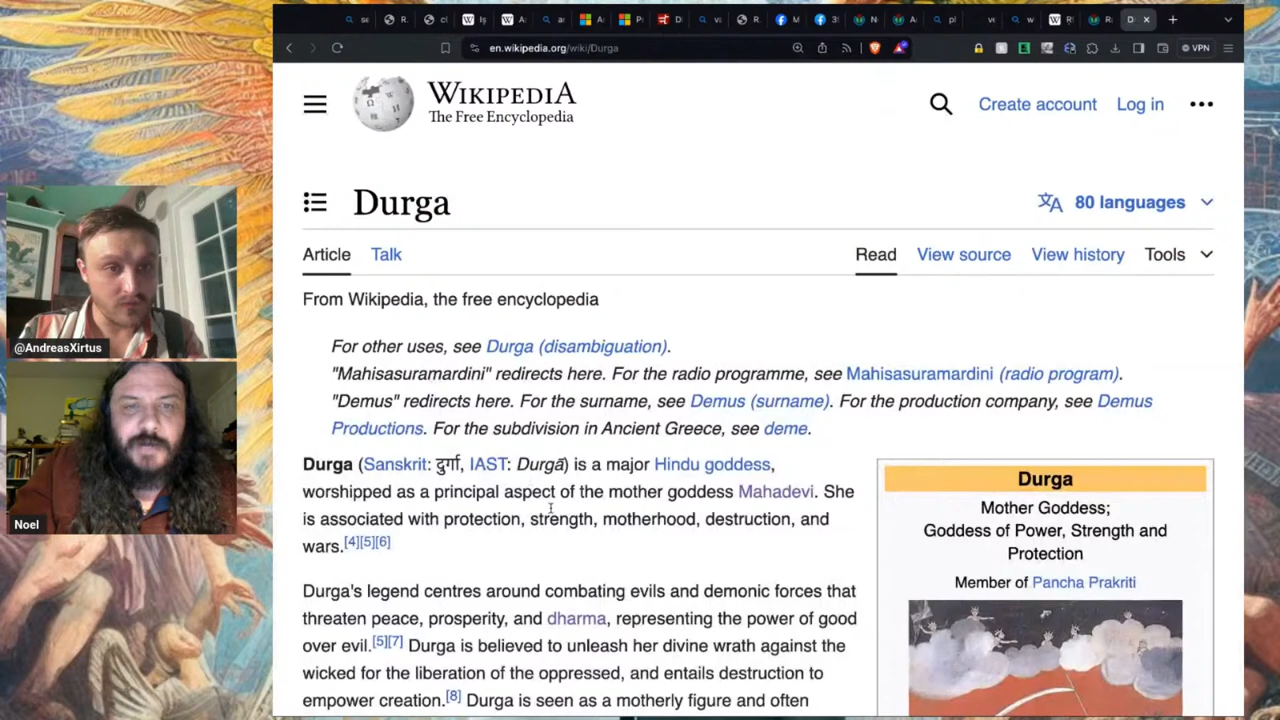 en.wikipedia.org/wiki/Durga
VPN
WIKIPEDIA
The Free Encyclopedia
Create account
Log in
Durga
80 languages
Article
Talk
Read
View source
View history
Tools
From Wikipedia, the free encyclopedia
For other uses, see Durga (disambiguation).
"Mahisasuramardini" redirects here. For the radio programme, see Mahisasuramardini (radio program).
"Demus" redirects here. For the surname, see Demus (surname). For the production company, see Demus
Productions. For the subdivision in Ancient Greece, see deme.
Durga (Sanskrit: दुर्गा, IAST: Durgā) is a major Hindu goddess,
worshipped as a principal aspect of the mother goddess Mahadevi. She
is associated with protection, strength, motherhood, destruction, and
wars.[4][5][6]
Durga's legend centres around combating evils and demonic forces that
threaten peace, prosperity, and dharma, representing the power of good
over evil.[5][7] Durga is believed to unleash her divine wrath against the
wicked for the liberation of the oppressed, and entails destruction to
empower creation.[8] Durga is seen as a motherly figure and often
Durga
Mother Goddess;
Goddess of Power, Strength and
Protection
Member of Pancha Prakriti
@AndreasXirtus
Noel